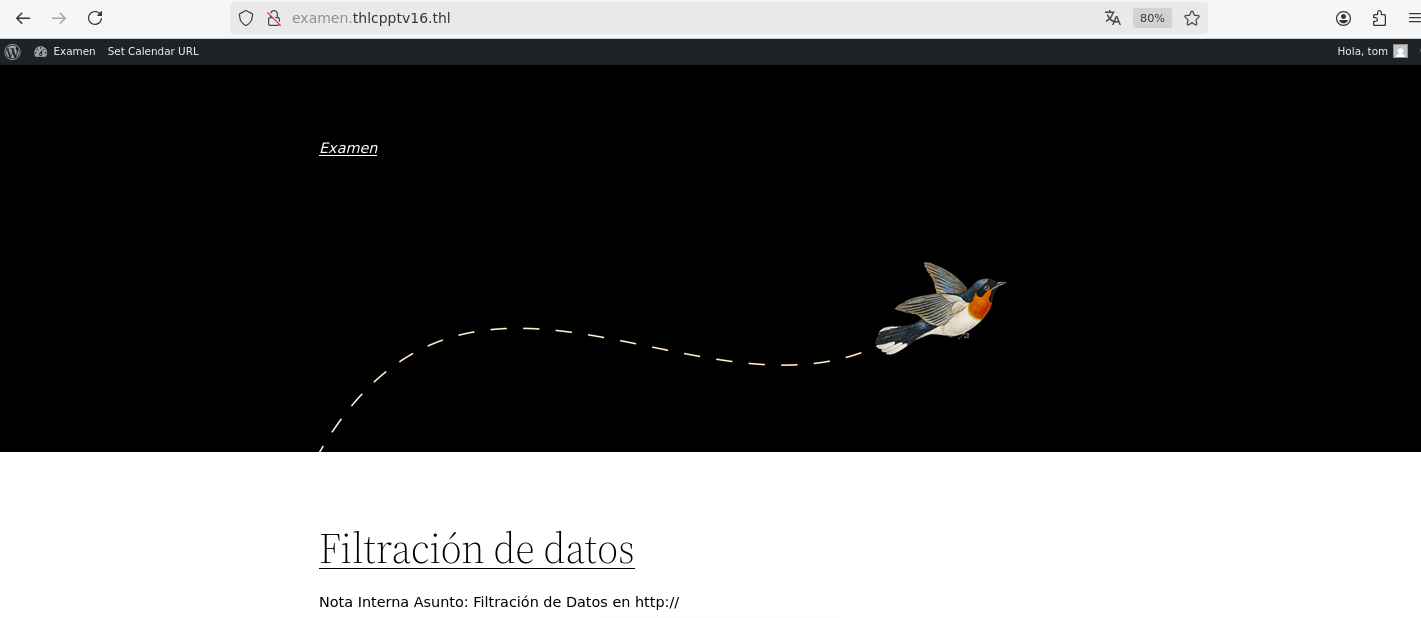 examen.thlcpptv16.thl
80%
Examen Set Calendar URL
Hola, tom
Examen
Filtración de datos
Nota Interna Asunto: Filtración de Datos en http://